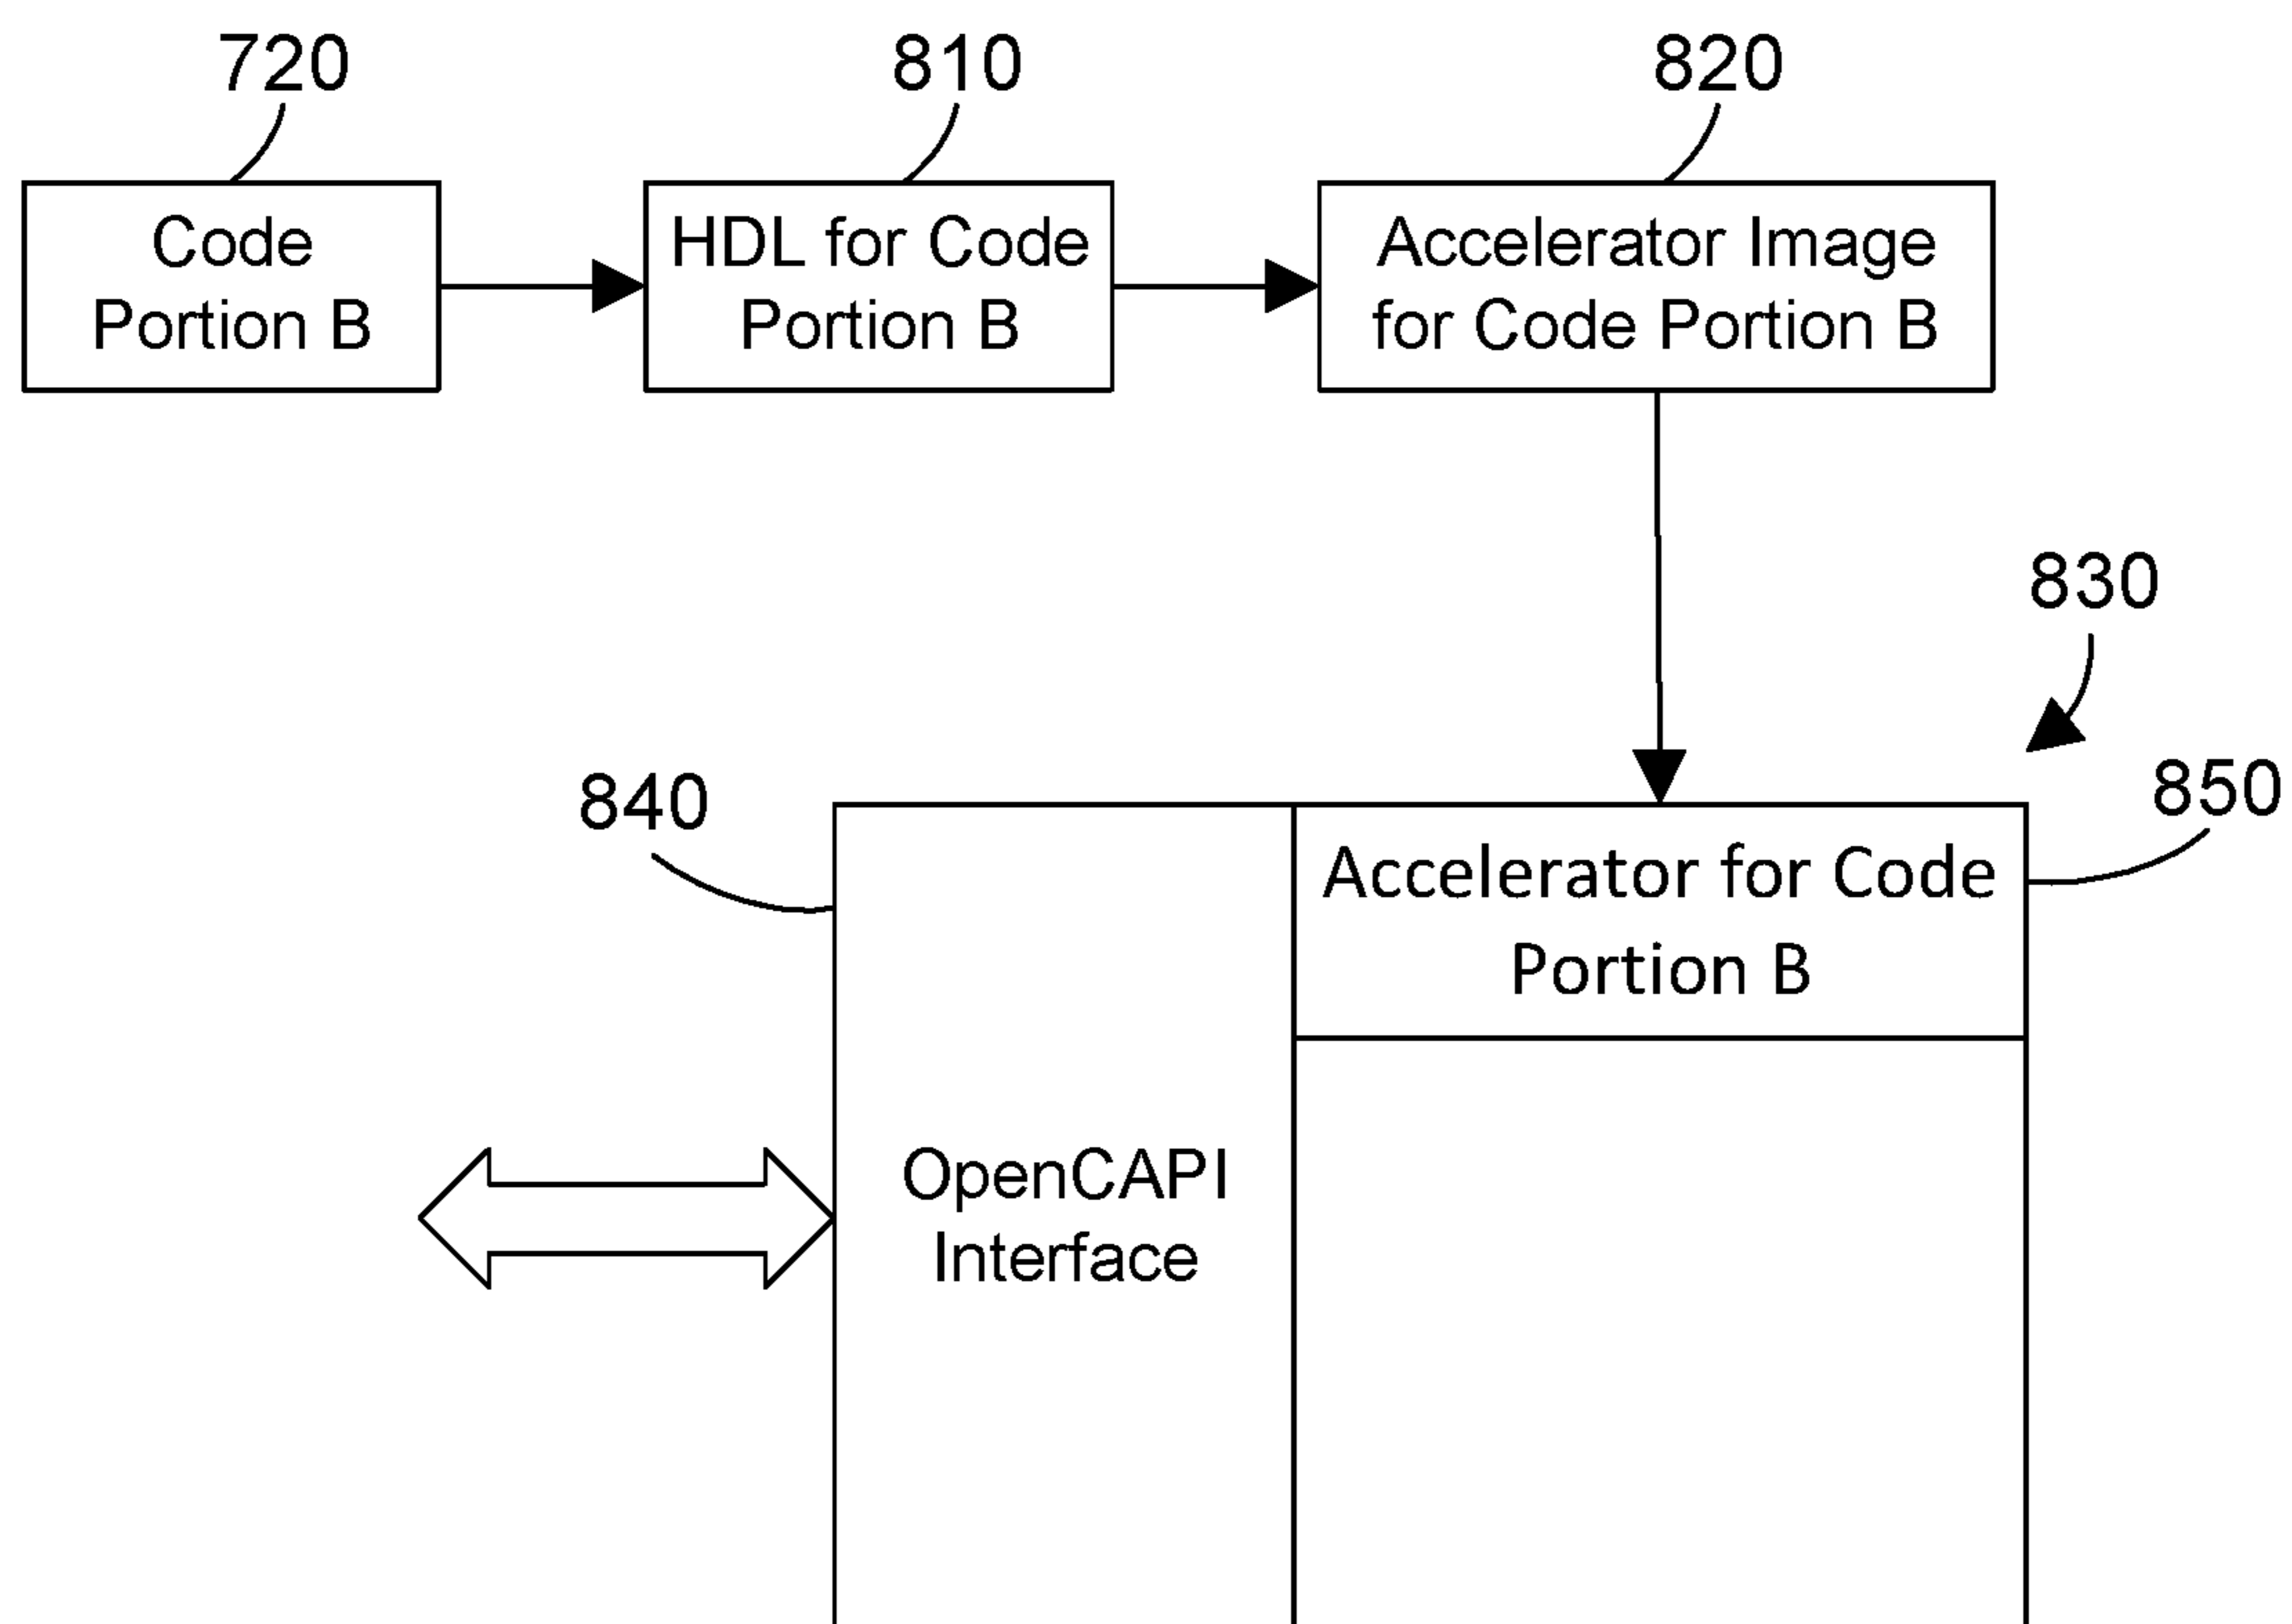 720
810
820
Code
Portion B
HDL for Code
Portion B
Accelerator Image
for Code Portion B
830
840
850
Accelerator for Code
Portion B
OpenCAPI
Interface